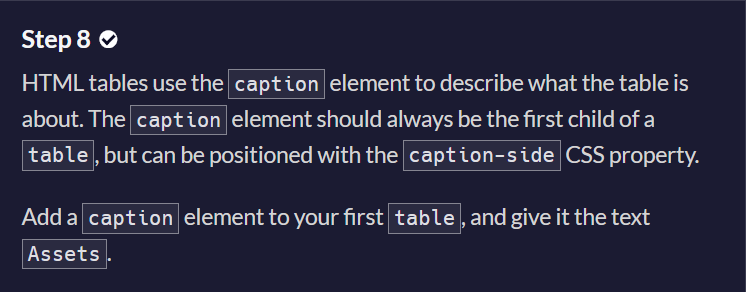 Step 8
HTML tables use the caption element to describe what the table is
about. The caption element should always be the first child of a
table, but can be positioned with the caption-side CSS property.
Add a caption element to your first table, and give it the text
Assets.